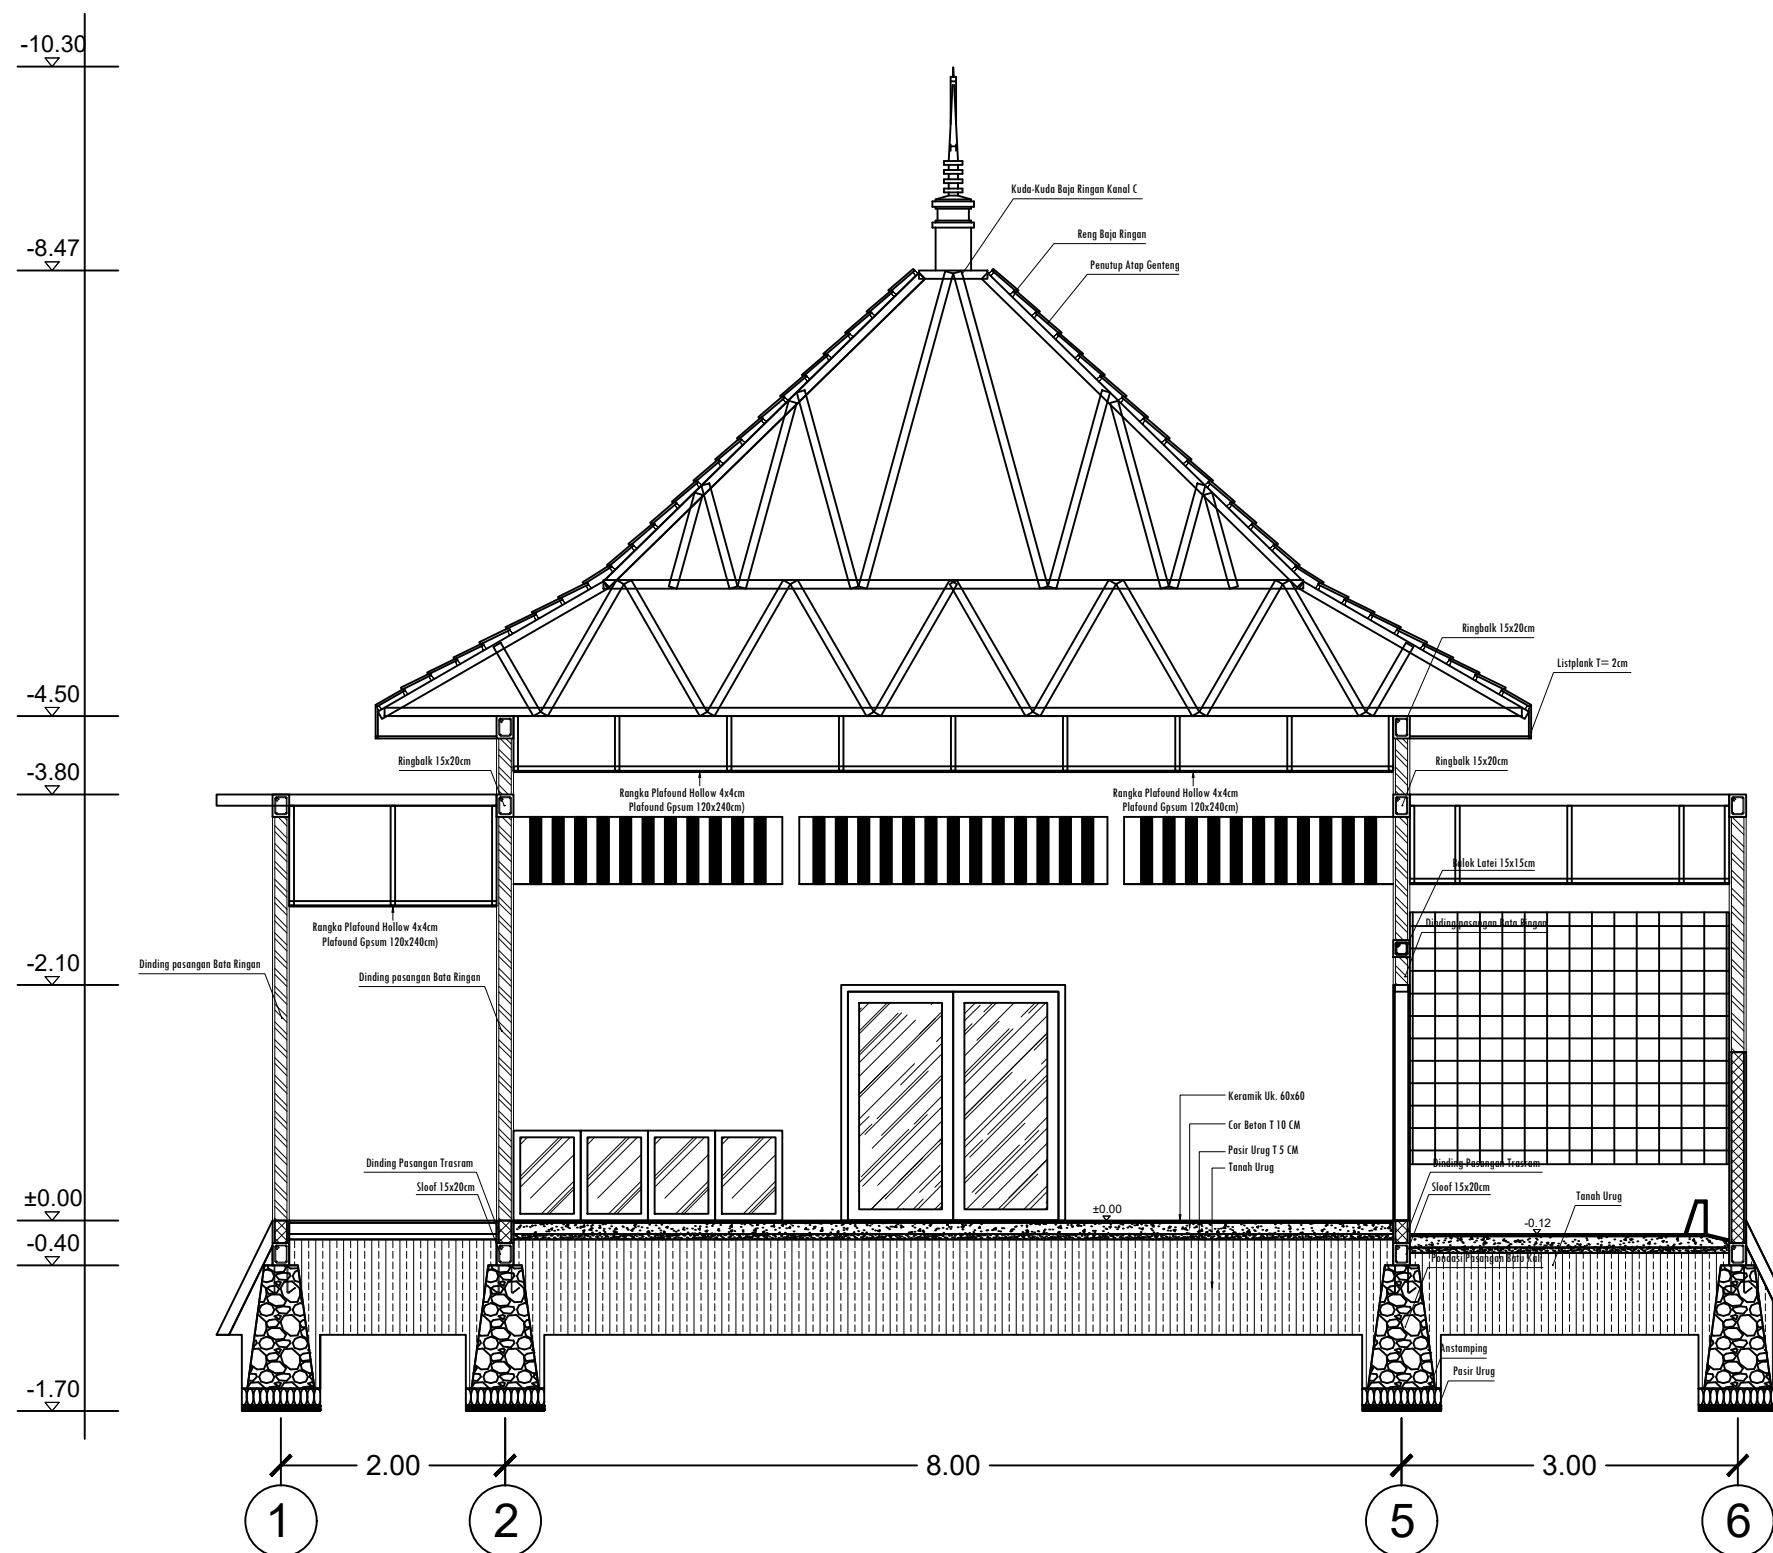 -10.30
Kuda-Kuda Baja Ringan Kanal C
Reng Baja Ringan
-8.47
Penutup Atap Genteng
Ringbalk 15x20cm
Listplank T= 2cm
-4.50
Ringbalk 15x20cm
Ringbalk 15x20cm
-3.80
Rangka Plafound Hollow 4x4cm
Plafound Gpsum 120x240cm)
Rangka Plafound Hollow 4x4cm
Plafound Gpsum 120x240cm)
Balok Latei 15x15cm
Rangka Plafound Hollow 4x4cm
Plafound Gpsum 120x240cm)
Dinding pasangan Bata Ringan
-2.10
Dinding pasangan Bata Ringan
Dinding pasangan Bata Ringan
Keramik Uk. 60x60
Cor Beton T 10 CM
Pasir Urug T 5 CM
Tanah Urug
Dinding Pasangan Trasram
Dinding Pasangan Trasram
Sloof 15x20cm
Sloof 15x20cm
Tanah Urug
±0.00
±0.00
-0.12
-0.40
Pondasi Pasangan Batu Kali
Anstamping
Pasir Urug
-1.70
2.00
8.00
3.00
1
2
5
6